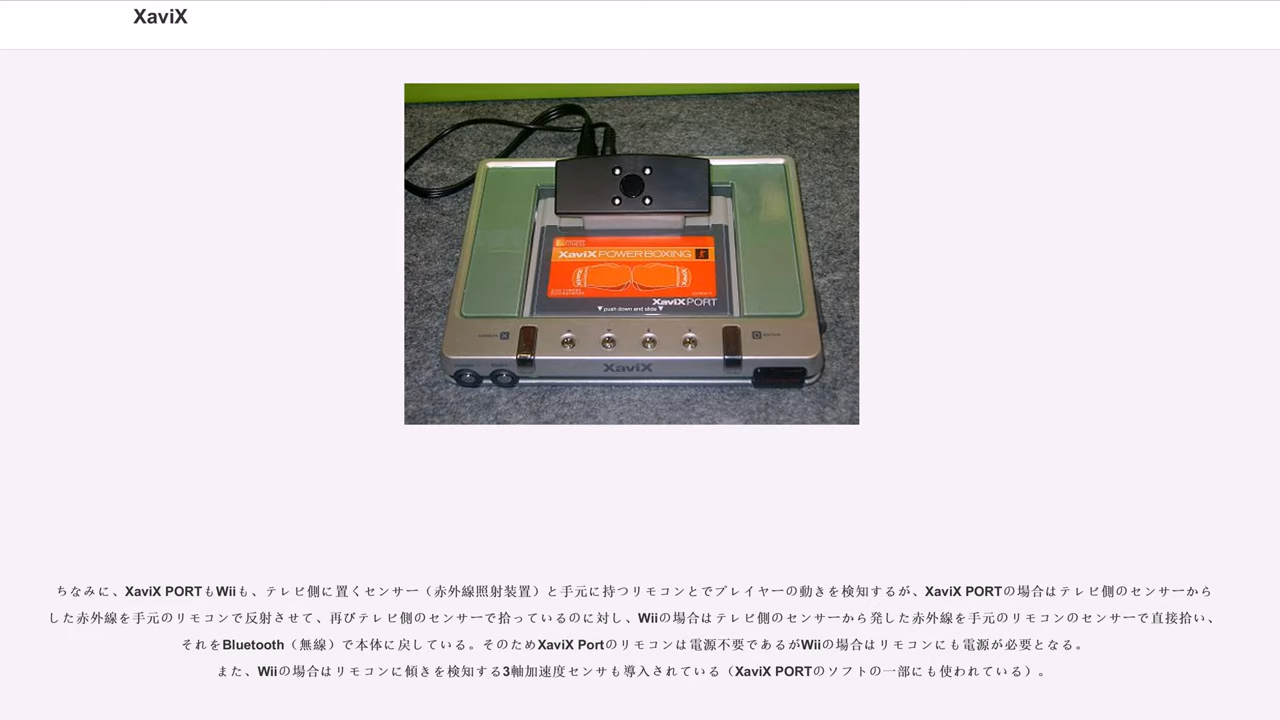 XaviX
XaviX POWERBOXING
XaviXPORT
▼push down and slide▼
XaviX
ちなみに、XaviX PORTもWiiも、テレビ側に置くセンサー（赤外線照射装置）と手元に持つリモコンとでプレイヤーの動きを検知するが、XaviX PORTの場合はテレビ側のセンサーから
した赤外線を手元のリモコンで反射させて、再びテレビ側のセンサーで拾っているのに対し、Wiiの場合はテレビ側のセンサーから発した赤外線を手元のリモコンのセンサーで直接拾い、
それをBluetooth（無線）で本体に戻している。そのためXaviX Portのリモコンは電源不要であるがWiiの場合はリモコンにも電源が必要となる。
また、Wiiの場合はリモコンに傾きを検知する3軸加速度センサも導入されている（XaviX PORTのソフトの一部にも使われている）。